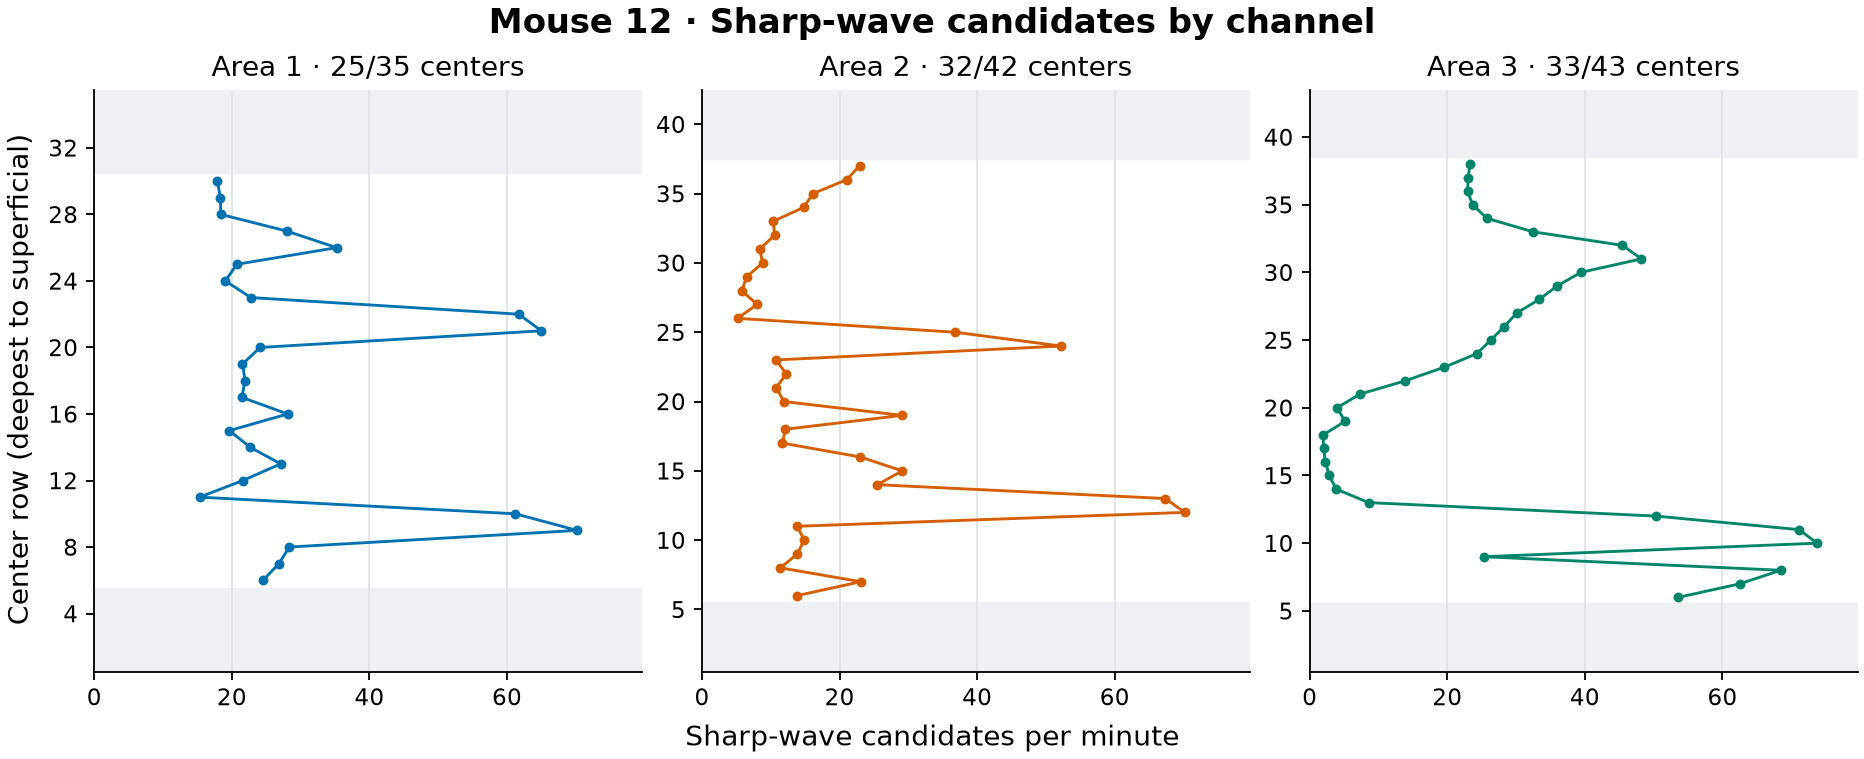 Mouse 12 · Sharp-wave candidates by channel
Area 1 · 25/35 centers
Area 2 · 32/42 centers
Area 3 · 33/43 centers
Center row (deepest to superficial)
32
28
24
20
16
12
8
4
0 20 40 60
40
35
30
25
20
15
10
5
0 20 40 60
40
35
30
25
20
15
10
5
0 20 40 60
Sharp-wave candidates per minute